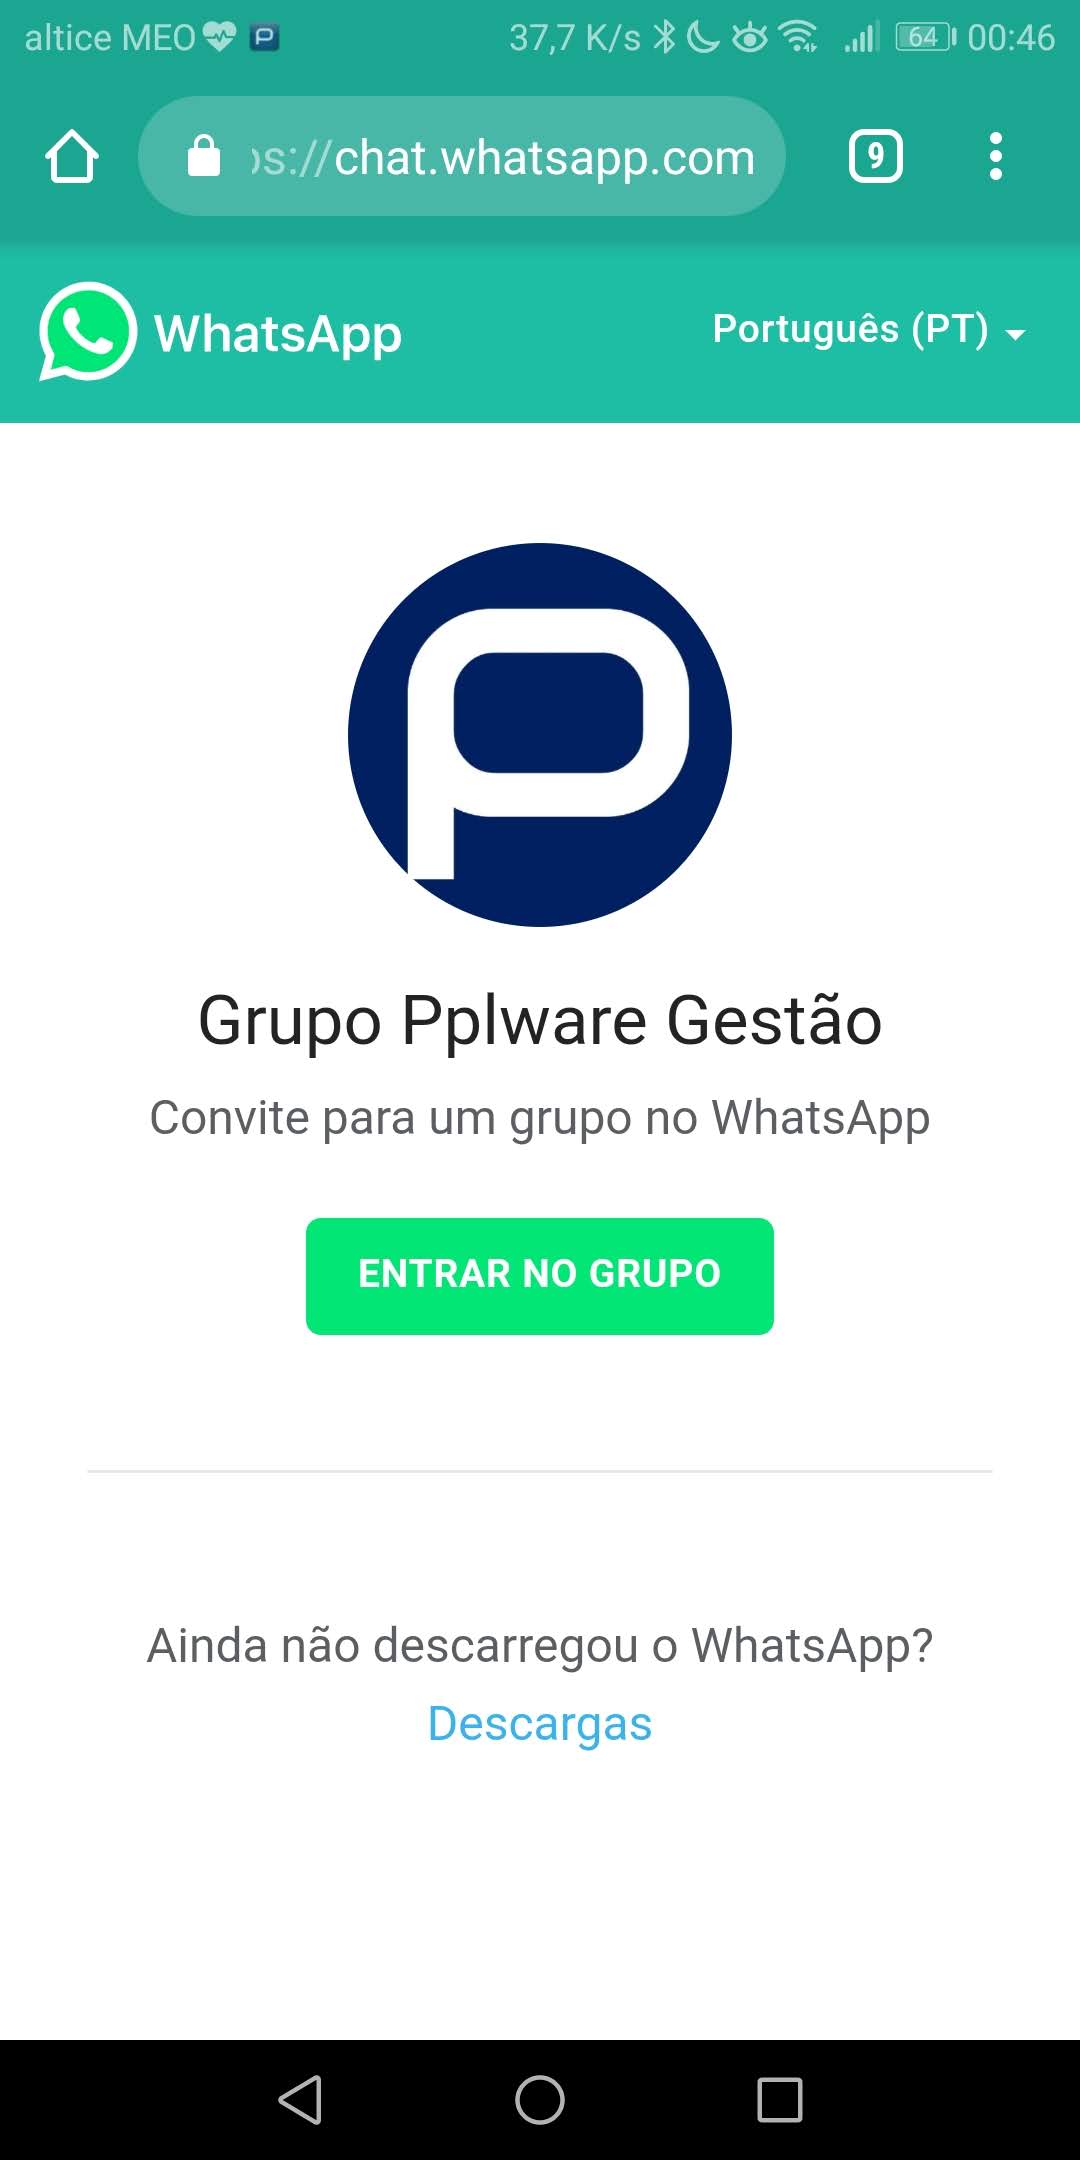 altice MEO 37,7 K/s 64 00:46
ps://chat.whatsapp.com 9
WhatsApp Português (PT)
P
Grupo Pplware Gestão
Convite para um grupo no WhatsApp
ENTRAR NO GRUPO
Ainda não descarregou o WhatsApp?
Descargas